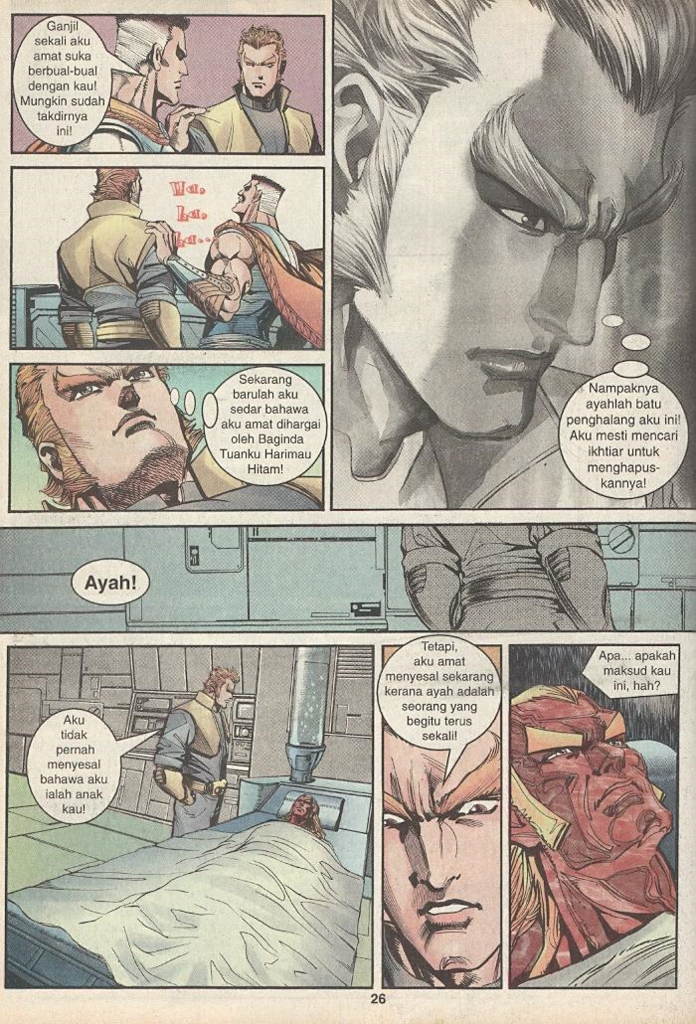 Ganjil
sekali aku
amat suka
berbual-bual
dengan kau!
Mungkin sudah
takdirnya
ini!
Ha,
ha,
ha..
Sekarang
barulah aku
sedar bahawa
aku amat dihargai
oleh Baginda
Tuanku Harimau
Hitam!
Nampaknya
ayahlah batu
penghalang aku ini!
Aku mesti mencari
ikhtiar untuk
menghapus-
kannya!
Ayah!
Aku
tidak
pernah
menyesal
bahawa aku
ialah anak
kau!
Tetapi,
aku amat
menyesal sekarang
kerana ayah adalah
seorang yang
begitu terus
sekali!
Apa... apakah
maksud kau
ini, hah?
26